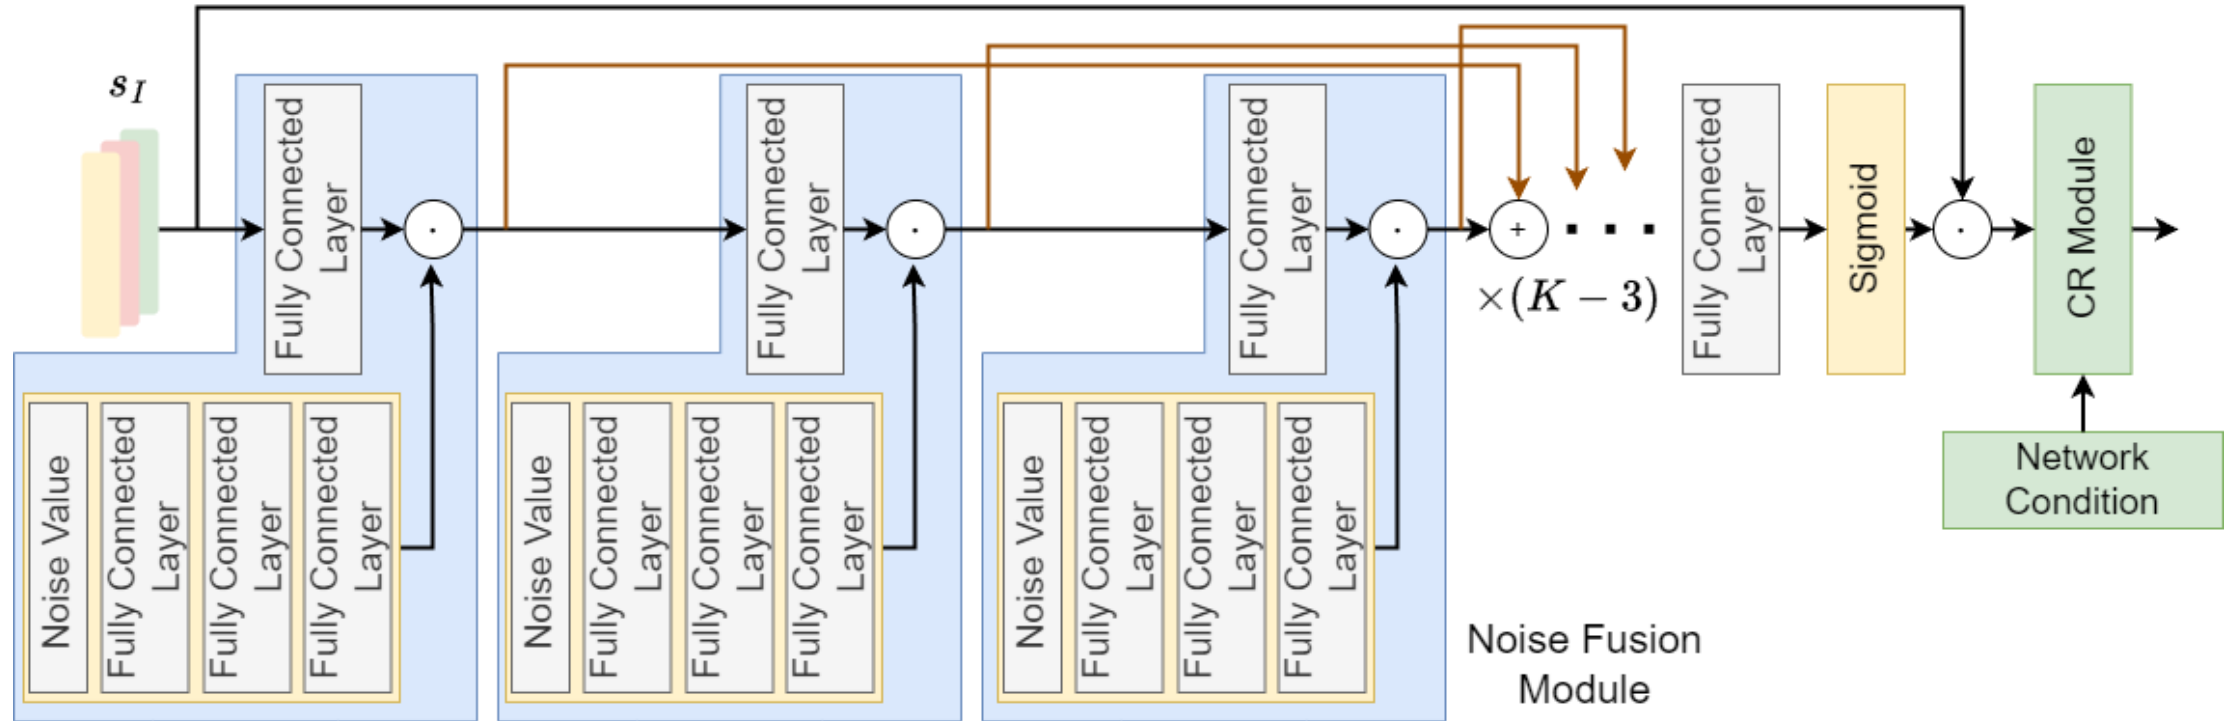 s_I
Fully Connected
Layer
·
Noise Value
Fully Connected
Layer
Fully Connected
Layer
Fully Connected
Layer
Fully Connected
Layer
·
Noise Value
Fully Connected
Layer
Fully Connected
Layer
Fully Connected
Layer
Fully Connected
Layer
·
Noise Value
Fully Connected
Layer
Fully Connected
Layer
Fully Connected
Layer
+
· · ·
×(K − 3)
Noise Fusion
Module
Fully Connected
Layer
Sigmoid
·
CR Module
Network
Condition